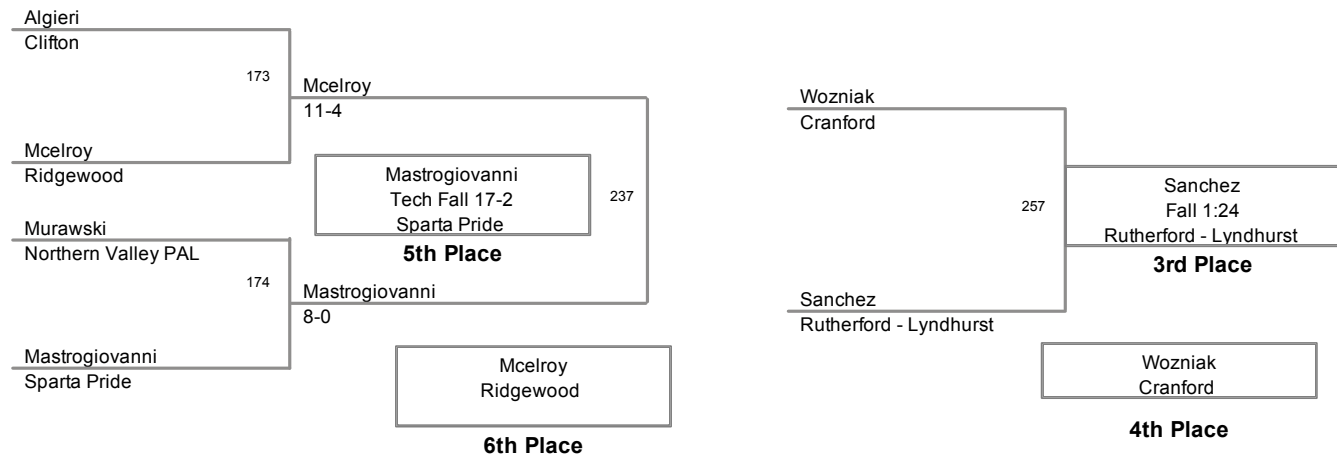 Algieri
Clifton
173
Mcelroy
11-4
Mcelroy
Ridgewood
Mastrogiovanni
Tech Fall 17-2
Sparta Pride
5th Place
237
Murawski
Northern Valley PAL
174
Mastrogiovanni
8-0
Mastrogiovanni
Sparta Pride
Mcelroy
Ridgewood
6th Place
Wozniak
Cranford
257
Sanchez
Fall 1:24
Rutherford - Lyndhurst
3rd Place
Sanchez
Rutherford - Lyndhurst
Wozniak
Cranford
4th Place